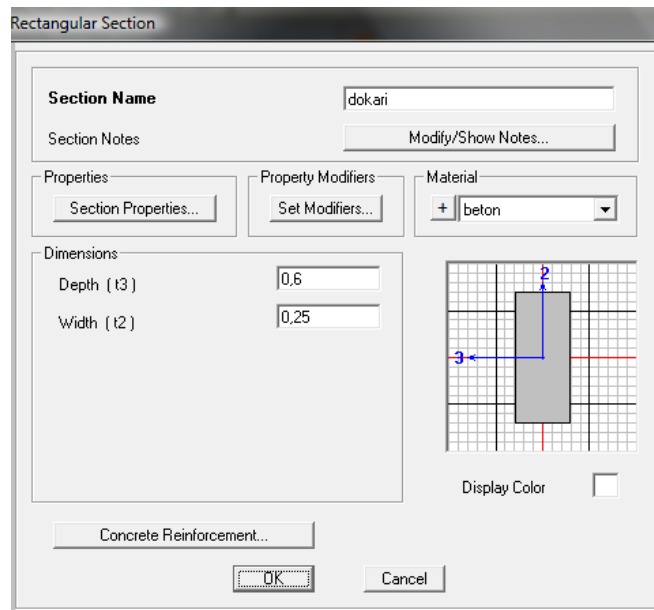 Rectangular Section
Section Name dokari
Section Notes Modify/Show Notes...
Properties Property Modifiers Material
Section Properties... Set Modifiers... + beton
Dimensions
Depth ( t3 ) 0,6
Width ( t2 ) 0,25
2
3
Display Color
Concrete Reinforcement...
OK Cancel